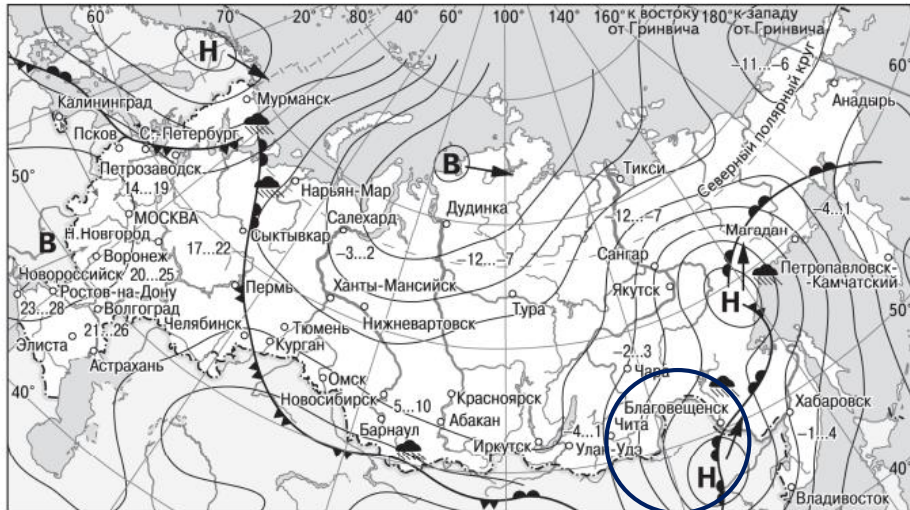 60° 70° 80° 40° 60° 80° 100° 120° 140° 160° к востоку от Гринвича 180° к западу от Гринвича
Н
–11...–6
60°
Северный полярный круг
Анадырь
Мурманск
Калининград
Псков
С.-Петербург
Петрозаводск
14...19
50°
В
Тикси
Нарьян-Мар
Салехард
Дудинка
МОСКВА
Н.Новгород
В
Воронеж
17...22
Сыктывкар
–3...2
–12...–7
–12...–7
–4...1
Магадан
Сангар
Новороссийск
20...25
Ростов-на-Дону
23...28
Волгоград
Пермь
Ханты-Мансийск
Тура
Якутск
Н
Петропавловск-
Камчатский
50°
21...26
Элиста
Челябинск
Тюмень
Нижневартовск
Курган
Астрахань
–2...3
Чара
40°
Омск
Новосибирск
5...10
Барнаул
Красноярск
Абакан
Благовещенск
Хабаровск
Иркутск
–4...1
Чита
Улан-Удэ
–1...4
Н
40°
Владивосток